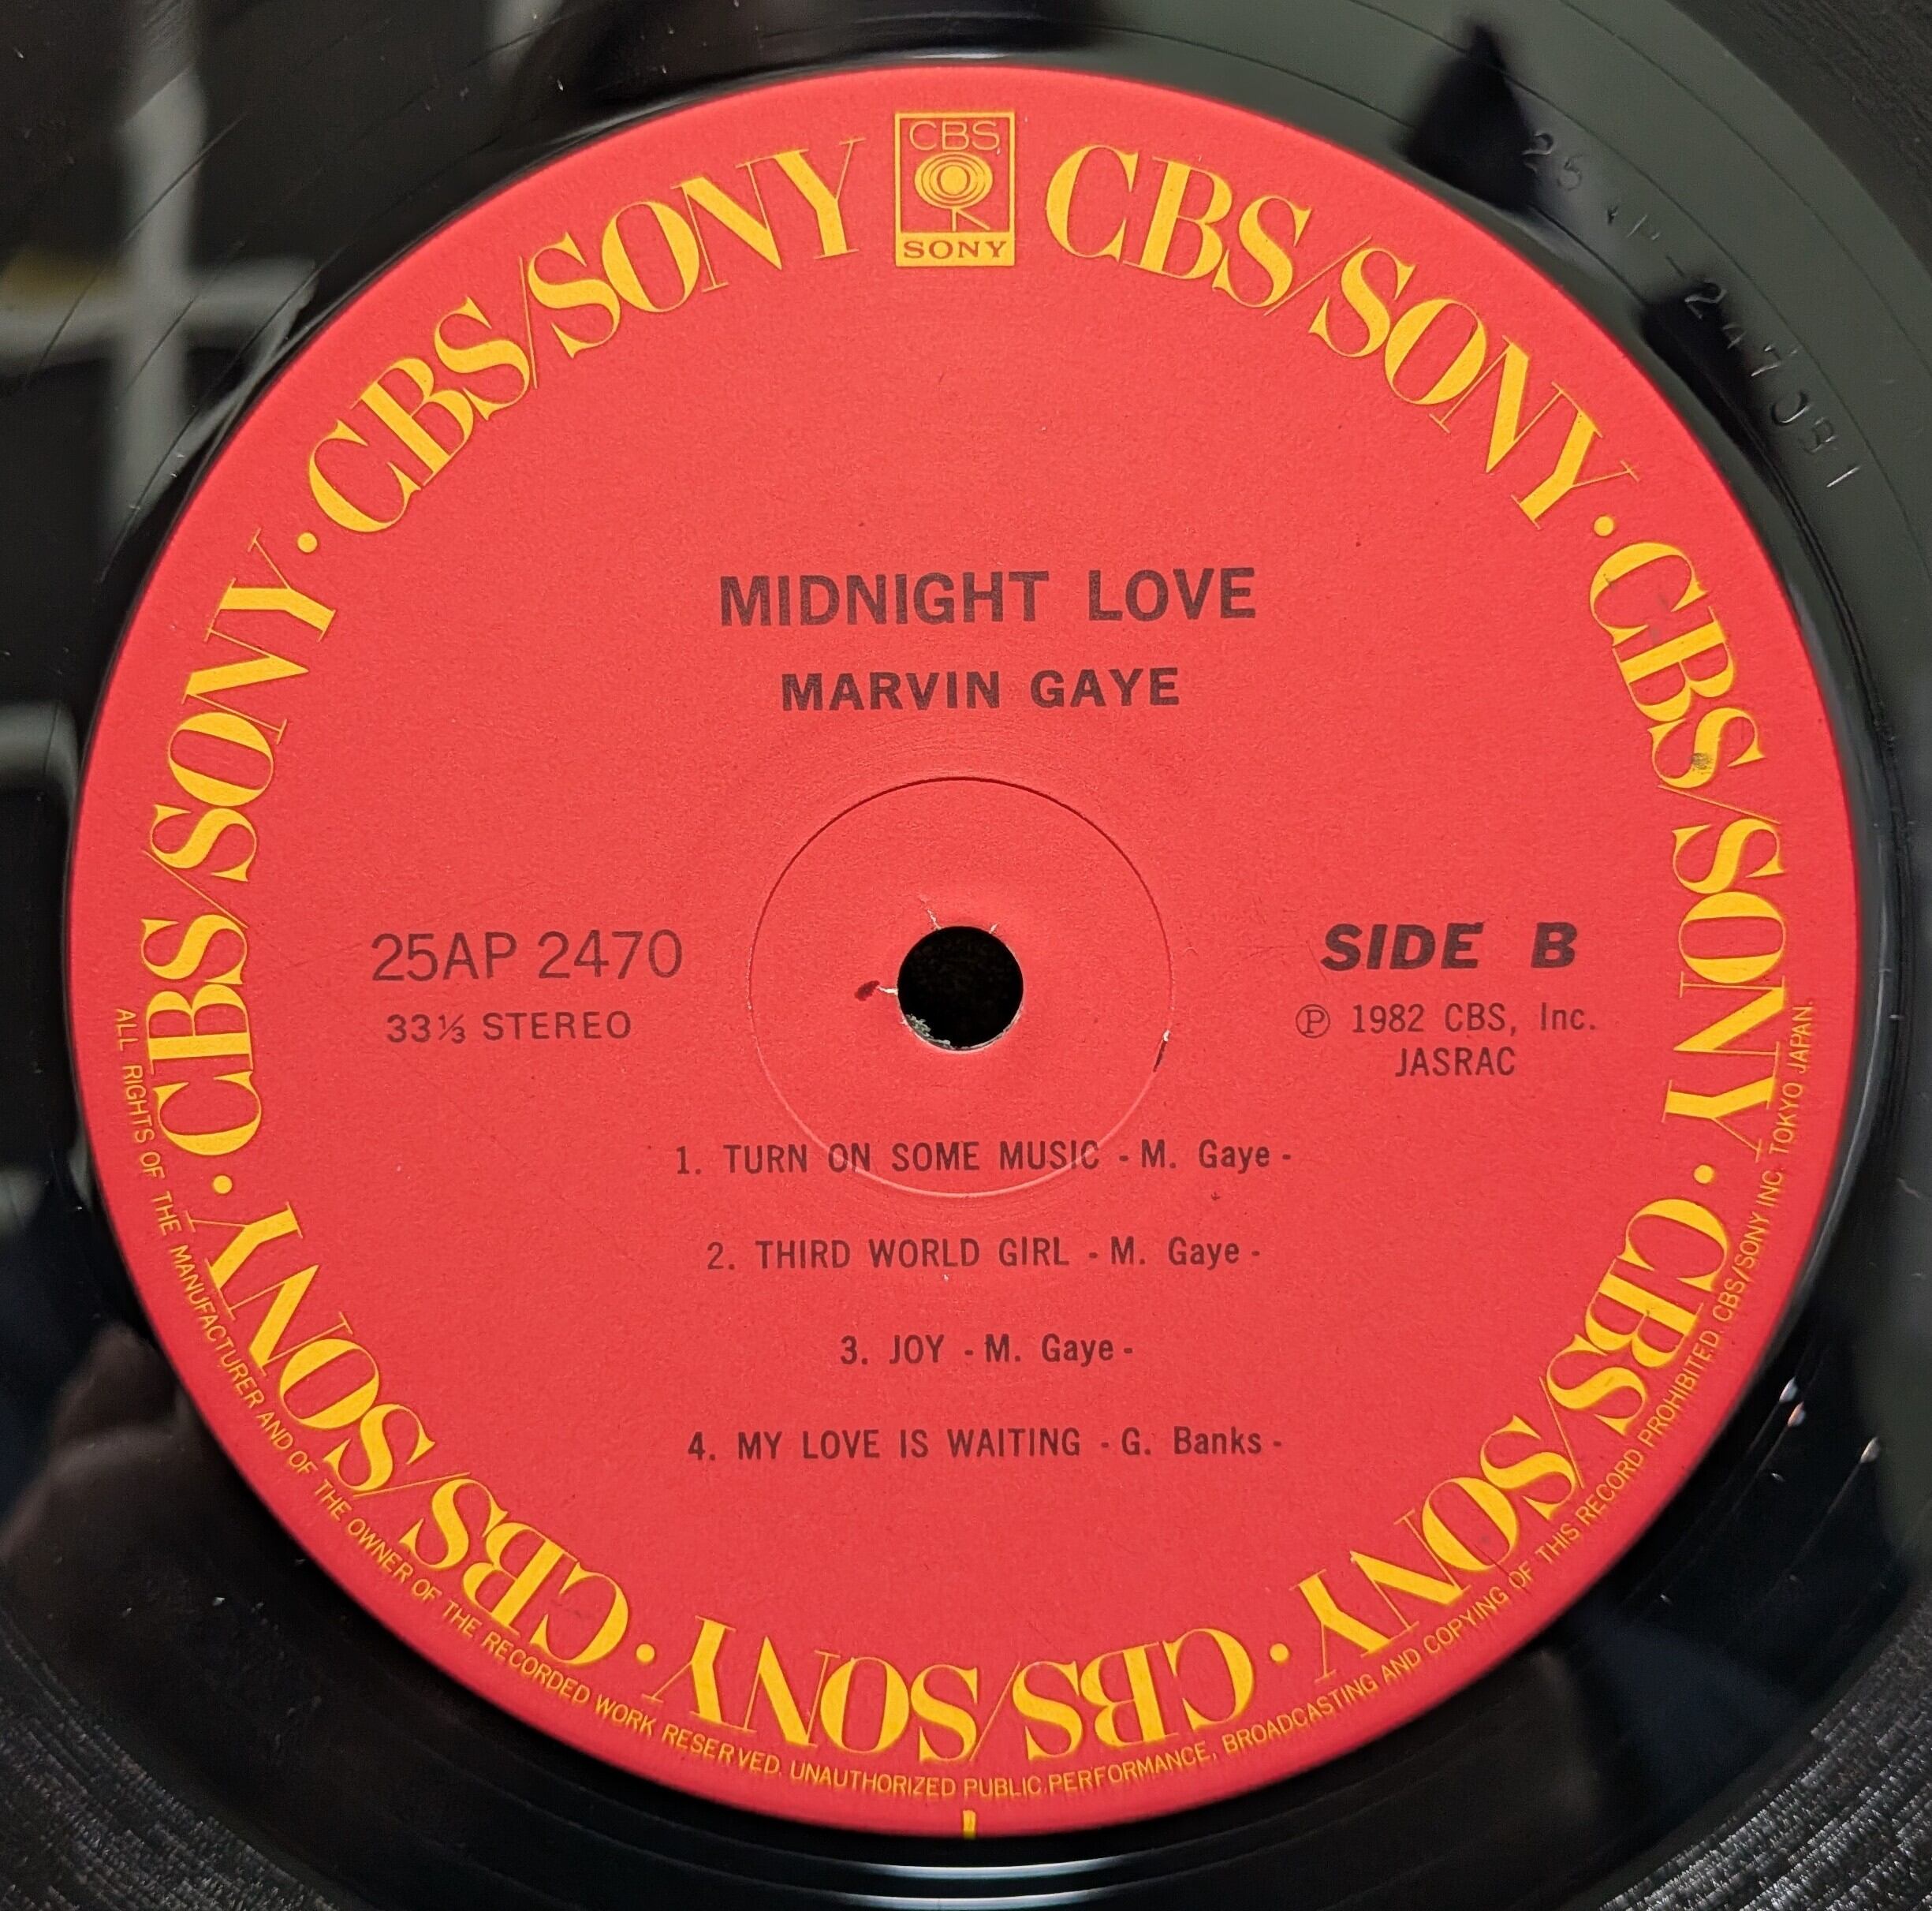 CBS
SONY
CBS/SONY · CBS/SONY · CBS/SONY · CBS/SONY · CBS/SONY · CBS/SONY · CBS/SONY
MIDNIGHT LOVE
MARVIN GAYE
25AP 2470
33⅓ STEREO
SIDE B
Ⓟ 1982 CBS, Inc.
JASRAC
1. TURN ON SOME MUSIC - M. Gaye -
2. THIRD WORLD GIRL - M. Gaye -
3. JOY - M. Gaye -
4. MY LOVE IS WAITING - G. Banks -
ALL RIGHTS OF THE MANUFACTURER AND OF THE OWNER OF THE RECORDED WORK RESERVED. UNAUTHORIZED PUBLIC PERFORMANCE, BROADCASTING AND COPYING OF THIS RECORD PROHIBITED. CBS/SONY INC. TOKYO JAPAN.